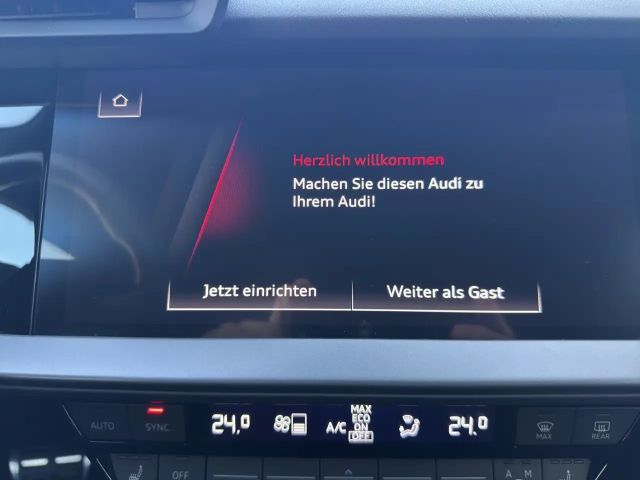 Herzlich willkommen
Machen Sie diesen Audi zu
Ihrem Audi!
Jetzt einrichten Weiter als Gast
AUTO SYNC 24.0 A/C MAX 24.0 MAX REAR
ECO
ON
OFF
OFF A M